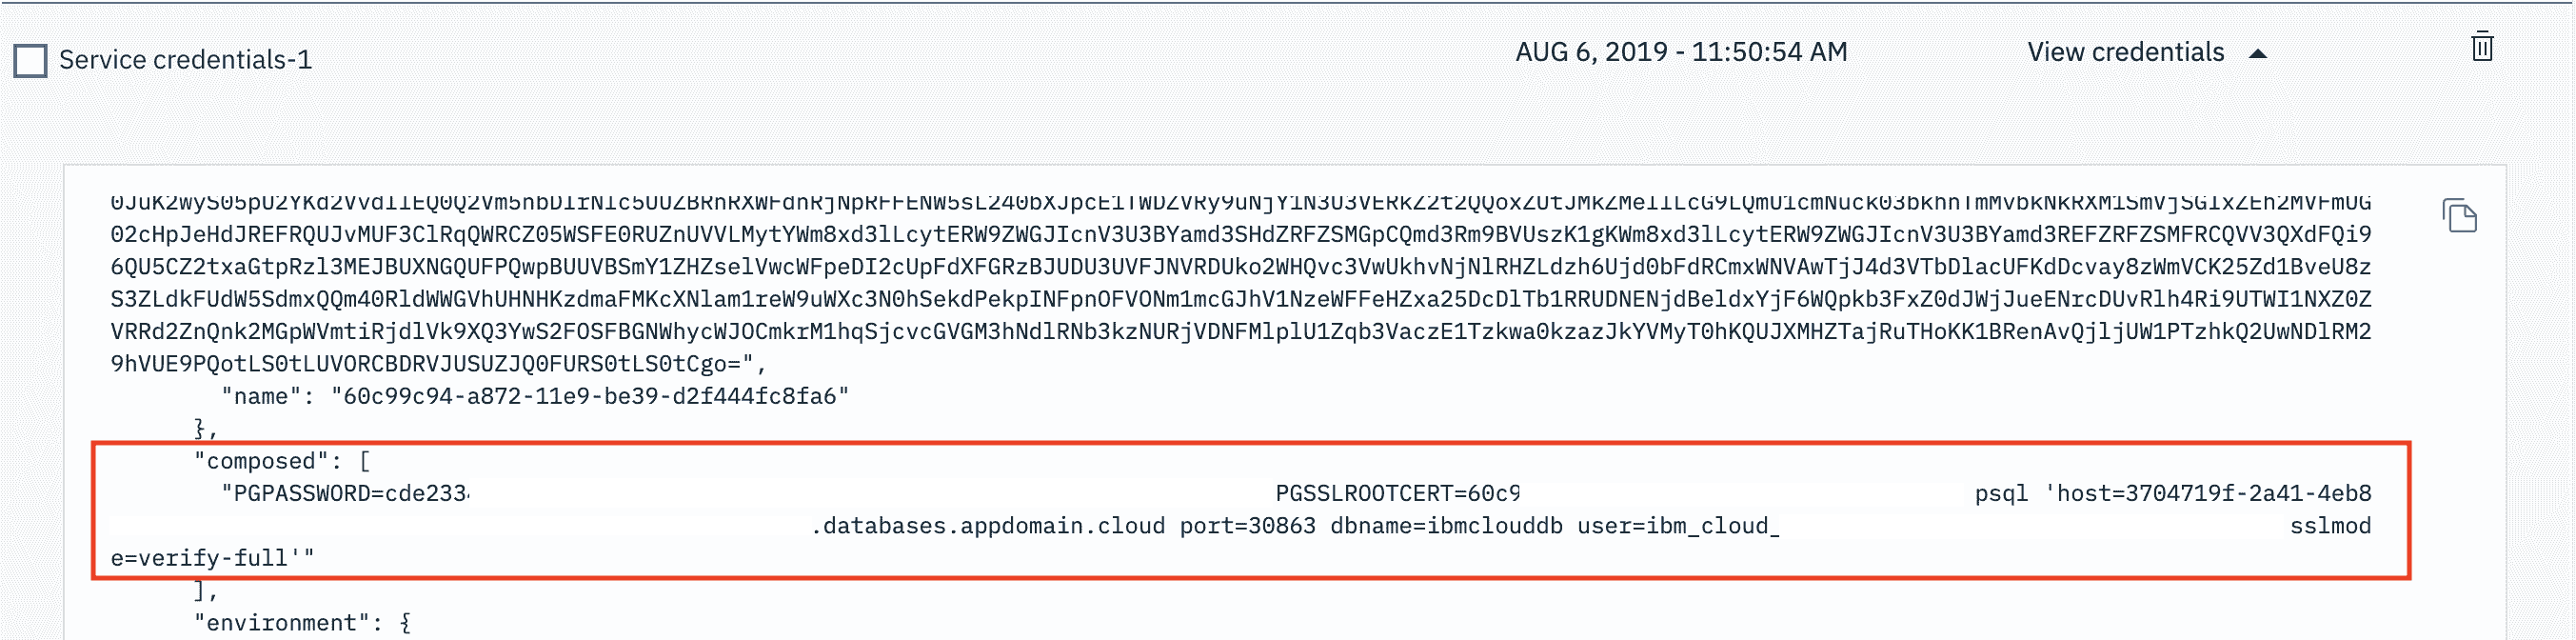 Service credentials-1
AUG 6, 2019 - 11:50:54 AM
View credentials
02cHpJeHdJREFRQUJvMUF3ClRqQWRCZ05WSFE0RUZnUVVLMytYWm8xd3lLcytERW9ZWGJIcnV3U3BYamd3SHdZRFZSMGpCQmd3Rm9BVUszK1gKWm8xd3lLcytERW9ZWGJIcnV3U3BYamd3REFZRFZSMFRCQVV3QXdFQi9
6QU5CZ2txaGtpRzl3MEJBUXNGQUFPQwpBUUVBSmY1ZHZselVwcWFpeDI2cUpFdXFGRzBJUDU3UVFJNVRDUko2WHQvc3VwUkhvNjNlRHZLdzh6Ujd0bFdRCmxWNVAwTjJ4d3VTbDlacUFKdDcvay8zWmVCK25Zd1BveU8z
S3ZLdkFUdW5SdmxQQm40RldWWGVhUHNHKzdmaFMKcXNlam1reW9uWXc3N0hSekdPekpINFpnOFVONm1mcGJhV1NzeWFFeHZxa25DcDlTb1RRUDNENjdBeldxYjF6WQpkb3FxZ0dJWjJueENrcDUvRlh4Ri9UTWI1NXZ0Z
VRRd2ZnQnk2MGpWVmtiRjdlVk9XQ3YwS2FOSFBGNWhycWJOCmkrM1hqSjcvcGVGM3hNdlRNb3kzNURjVDNFMlplU1Zqb3VaczE1Tzkwa0kzazJkYVMyT0hKQUJXMHZTajRuTHoKK1BRenAvQjljUW1PTzhkQ2UwNDlRM2
9hVUE9PQotLS0tLUVORCBDRVJUSUZJQ0FURS0tLS0tCgo=",
"name": "60c99c94-a872-11e9-be39-d2f444fc8fa6"
},
"composed": [
"PGPASSWORD=cde233 PGSSLROOTCERT=60c9 psql 'host=3704719f-2a41-4eb8
.databases.appdomain.cloud port=30863 dbname=ibmclouddb user=ibm_cloud_ sslmod
e=verify-full'"
],
"environment": {